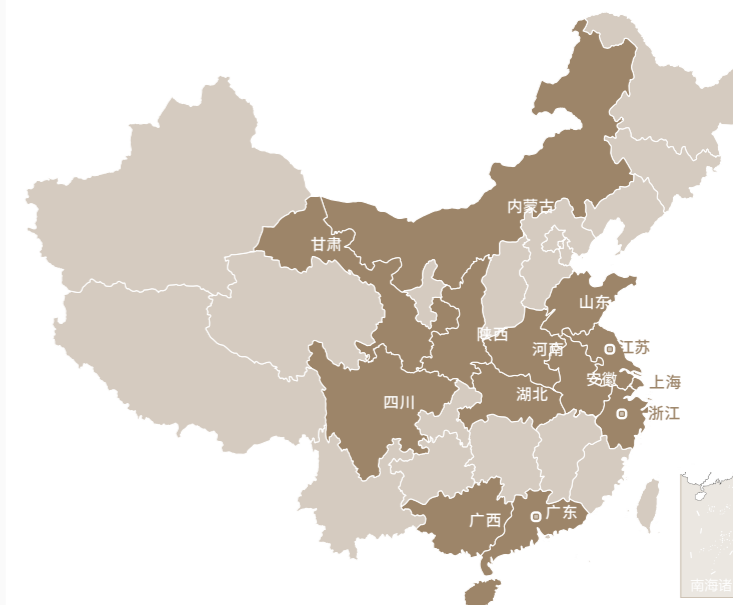 内蒙古
甘肃
山东
陕西
河南
江苏
安徽
上海
四川
湖北
浙江
广西
广东
南海诸